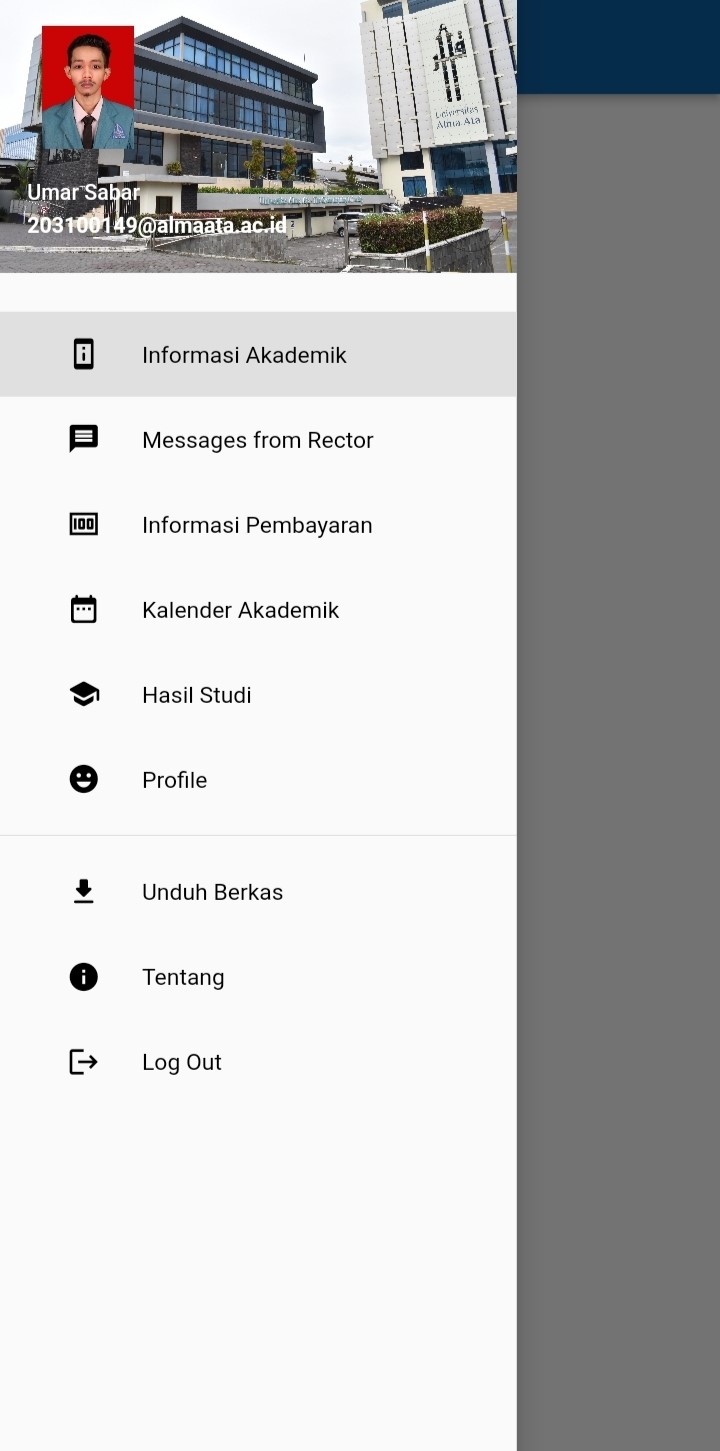 Universitas
Alma Ata
Umar Sabar
203100149@almaata.ac.id
Informasi Akademik
Messages from Rector
Informasi Pembayaran
Kalender Akademik
Hasil Studi
Profile
Unduh Berkas
Tentang
Log Out